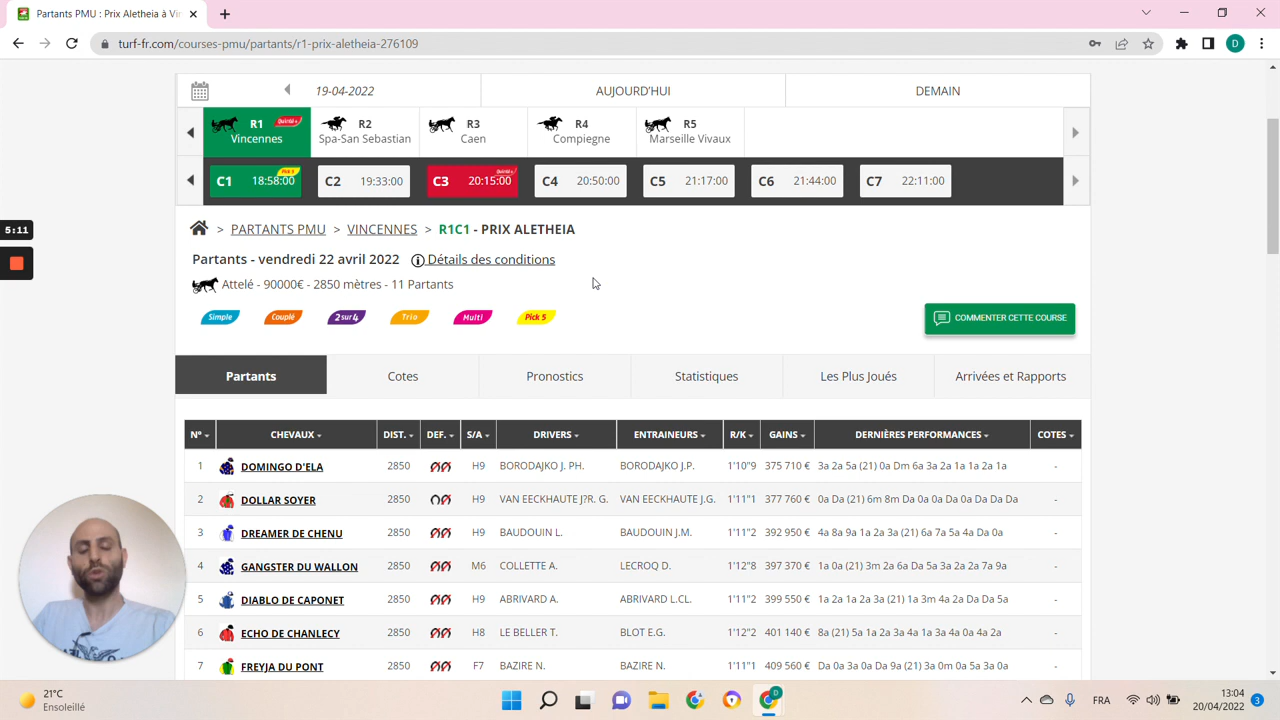 Partants PMU : Prix Aletheia à Vin
turf-fr.com/courses-pmu/partants/r1-prix-aletheia-276109
D
19-04-2022 AUJOURD'HUI DEMAIN
R1 Quinté+ Vincennes
R2 Spa-San Sebastian
R3 Caen
R4 Compiegne
R5 Marseille Vivaux
C1 18:58:00 Pick 5
C2 19:33:00
C3 20:15:00 Quinté+
C4 20:50:00
C5 21:17:00
C6 21:44:00
C7 22:11:00
5:11
> PARTANTS PMU > VINCENNES > R1C1 - PRIX ALETHEIA
Partants - vendredi 22 avril 2022 Détails des conditions
Attelé - 90000€ - 2850 mètres - 11 Partants
Simple Couplé 2sur4 Trio Multi Pick 5
COMMENTER CETTE COURSE
Partants Cotes Pronostics Statistiques Les Plus Joués Arrivées et Rapports
N° CHEVAUX DIST. DEF. S/A DRIVERS ENTRAINEURS R/K GAINS DERNIÈRES PERFORMANCES COTES
1 DOMINGO D'ELA 2850 H9 BORODAJKO J. PH. BORODAJKO J.P. 1'10"9 375 710 € 3a 2a 5a (21) 0a Dm 6a 3a 2a 1a 1a 2a 1a -
2 DOLLAR SOYER 2850 H9 VAN EECKHAUTE J?R. G. VAN EECKHAUTE J.G. 1'11"1 377 760 € 0a Da (21) 6m 8m Da 0a Da 0a Da 0a Da Da -
3 DREAMER DE CHENU 2850 H9 BAUDOUIN L. BAUDOUIN J.M. 1'11"2 392 950 € 4a 8a 9a 1a 2a 3a (21) 6a 7a 5a 4a Da 0a -
4 GANGSTER DU WALLON 2850 M6 COLLETTE A. LECROQ D. 1'12"8 397 370 € 1a 0a (21) 3m 2a 6a Da 5a 3a 2a 2a 7a 9a -
5 DIABLO DE CAPONET 2850 H9 ABRIVARD A. ABRIVARD L.CL. 1'11"2 399 550 € 1a 2a 1a 2a 3a (21) 1a 3m 4a 2a Da Da 5a -
6 ECHO DE CHANLECY 2850 H8 LE BELLER T. BLOT E.G. 1'12"2 401 140 € 8a (21) 5a 1a 2a 3a 4a 1a 3a 4a 0a 4a 2a -
7 FREYJA DU PONT 2850 F7 BAZIRE N. BAZIRE N. 1'11"1 409 560 € Da 0a 3a 0a Da 9a (21) 3a 0m 0a 5a 3a 0a -
21°C
Ensoleillé
FRA
13:04
20/04/2022
3